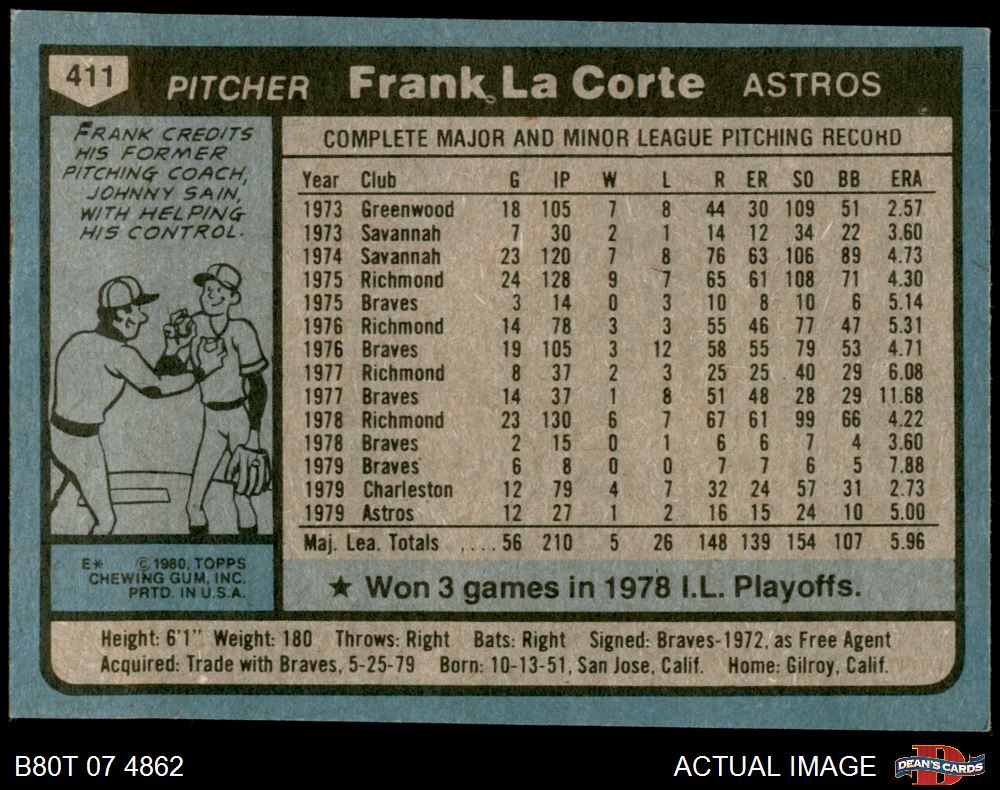 411 PITCHER Frank La Corte ASTROS
FRANK CREDITS
HIS FORMER
PITCHING COACH,
JOHNNY SAIN,
WITH HELPING
HIS CONTROL.
E* ©1980, TOPPS
CHEWING GUM, INC.
PRTD. IN U.S.A.
COMPLETE MAJOR AND MINOR LEAGUE PITCHING RECORD
Year Club G IP W L R ER SO BB ERA
1973 Greenwood 18 105 7 8 44 30 109 51 2.57
1973 Savannah 7 30 2 1 14 12 34 22 3.60
1974 Savannah 23 120 7 8 76 63 106 89 4.73
1975 Richmond 24 128 9 7 65 61 108 71 4.30
1975 Braves 3 14 0 3 10 8 10 6 5.14
1976 Richmond 14 78 3 3 55 46 77 47 5.31
1976 Braves 19 105 3 12 58 55 79 53 4.71
1977 Richmond 8 37 2 3 25 25 40 29 6.08
1977 Braves 14 37 1 8 51 48 28 29 11.68
1978 Richmond 23 130 6 7 67 61 99 66 4.22
1978 Braves 2 15 0 1 6 6 7 4 3.60
1979 Braves 6 8 0 0 7 7 6 5 7.88
1979 Charleston 12 79 4 7 32 24 57 31 2.73
1979 Astros 12 27 1 2 16 15 24 10 5.00
Maj. Lea. Totals .... 56 210 5 26 148 139 154 107 5.96
★ Won 3 games in 1978 I.L. Playoffs.
Height: 6'1" Weight: 180 Throws: Right Bats: Right Signed: Braves-1972, as Free Agent
Acquired: Trade with Braves, 5-25-79 Born: 10-13-51, San Jose, Calif. Home: Gilroy, Calif.
B80T 07 4862 ACTUAL IMAGE D DEAN'S CARDS